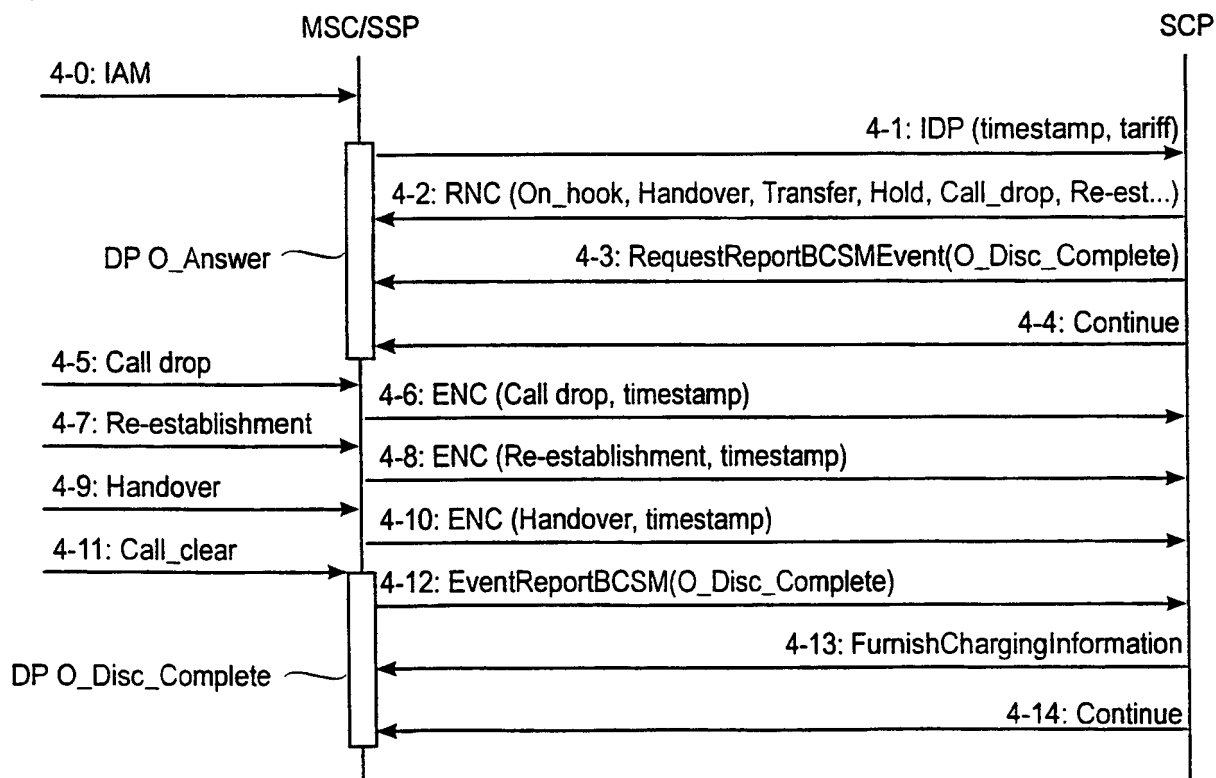 MSC/SSP
SCP
4-0: IAM
4-1: IDP (timestamp, tariff)
4-2: RNC (On_hook, Handover, Transfer, Hold, Call_drop, Re-est...)
DP O_Answer
4-3: RequestReportBCSMEvent(O_Disc_Complete)
4-4: Continue
4-5: Call drop
4-6: ENC (Call drop, timestamp)
4-7: Re-establishment
4-8: ENC (Re-establishment, timestamp)
4-9: Handover
4-10: ENC (Handover, timestamp)
4-11: Call_clear
4-12: EventReportBCSM(O_Disc_Complete)
4-13: FurnishChargingInformation
DP O_Disc_Complete
4-14: Continue